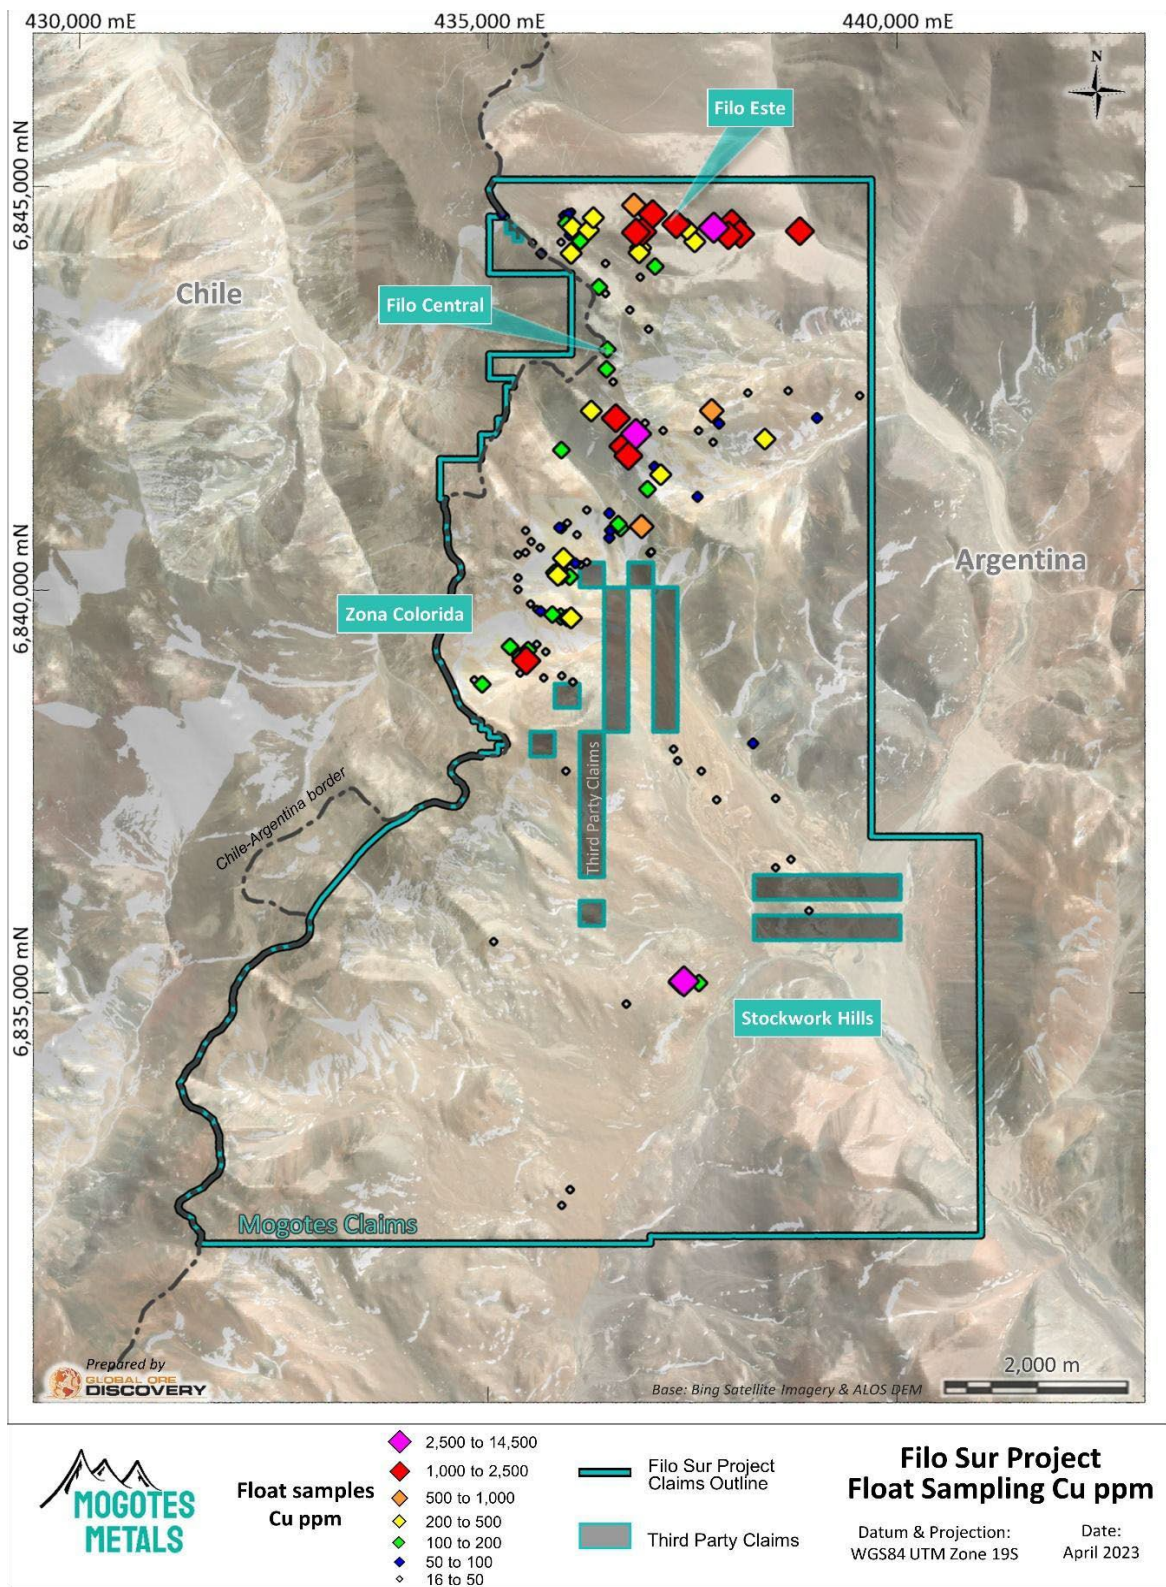 430,000 mE
435,000 mE
440,000 mE
N
Filo Este
6,845,000 mN
Chile
Filo Central
6,840,000 mN
Argentina
Zona Colorida
Third Party Claims
Chile-Argentina border
6,835,000 mN
Stockwork Hills
Mogotes Claims
Prepared by
GLOBAL ORE
DISCOVERY
2,000 m
Base: Bing Satellite Imagery & ALOS DEM
MOGOTES
METALS
Float samples
Cu ppm
2,500 to 14,500
1,000 to 2,500
500 to 1,000
200 to 500
100 to 200
50 to 100
16 to 50
Filo Sur Project
Claims Outline
Third Party Claims
Filo Sur Project
Float Sampling Cu ppm
Datum & Projection:
WGS84 UTM Zone 19S
Date:
April 2023